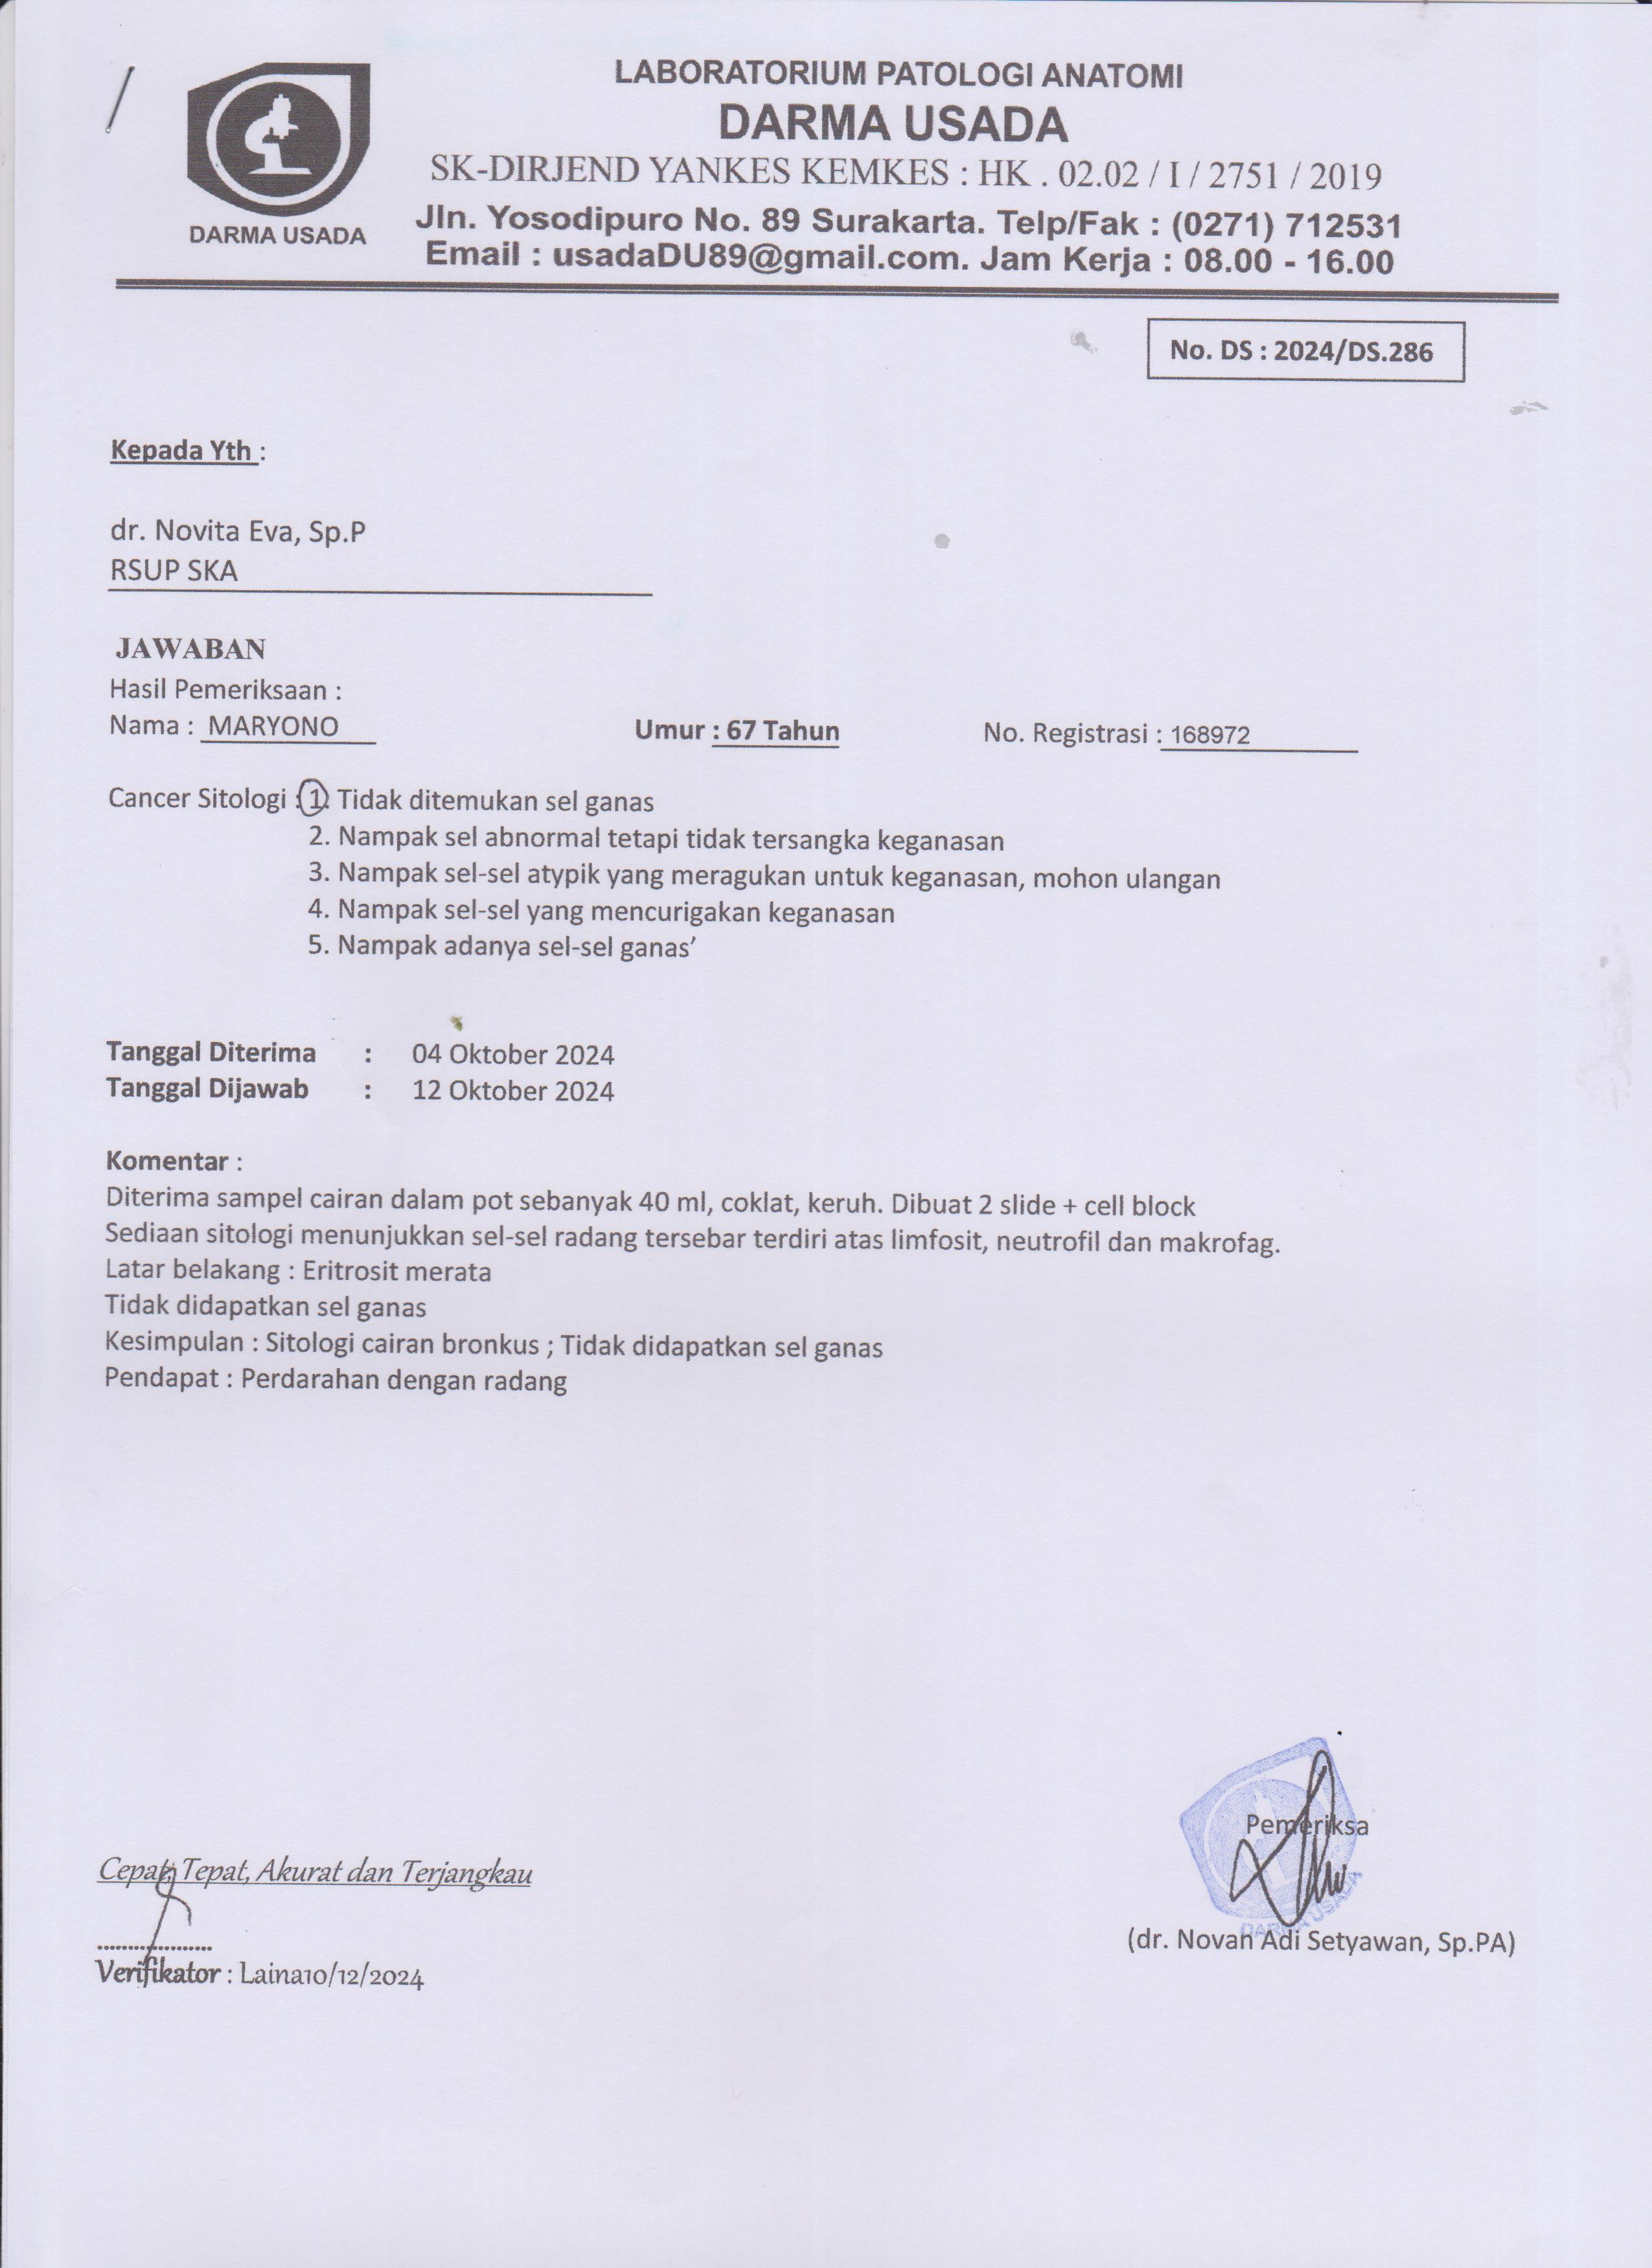 LABORATORIUM PATOLOGI ANATOMI
DARMA USADA
SK-DIRJEND YANKES KEMKES : HK . 02.02 / I / 2751 / 2019
Jln. Yosodipuro No. 89 Surakarta. Telp/Fak : (0271) 712531
Email : usadaDU89@gmail.com. Jam Kerja : 08.00 - 16.00
DARMA USADA
No. DS : 2024/DS.286
Kepada Yth :
dr. Novita Eva, Sp.P
RSUP SKA
JAWABAN
Hasil Pemeriksaan :
Nama : MARYONO Umur : 67 Tahun No. Registrasi : 168972
Cancer Sitologi : 1. Tidak ditemukan sel ganas
2. Nampak sel abnormal tetapi tidak tersangka keganasan
3. Nampak sel-sel atypik yang meragukan untuk keganasan, mohon ulangan
4. Nampak sel-sel yang mencurigakan keganasan
5. Nampak adanya sel-sel ganas’
Tanggal Diterima : 04 Oktober 2024
Tanggal Dijawab : 12 Oktober 2024
Komentar :
Diterima sampel cairan dalam pot sebanyak 40 ml, coklat, keruh. Dibuat 2 slide + cell block
Sediaan sitologi menunjukkan sel-sel radang tersebar terdiri atas limfosit, neutrofil dan makrofag.
Latar belakang : Eritrosit merata
Tidak didapatkan sel ganas
Kesimpulan : Sitologi cairan bronkus ; Tidak didapatkan sel ganas
Pendapat : Perdarahan dengan radang
Pemeriksa
DARMA USADA
(dr. Novan Adi Setyawan, Sp.PA)
Cepat, Tepat, Akurat dan Terjangkau
....................
Verifikator : Laina10/12/2024